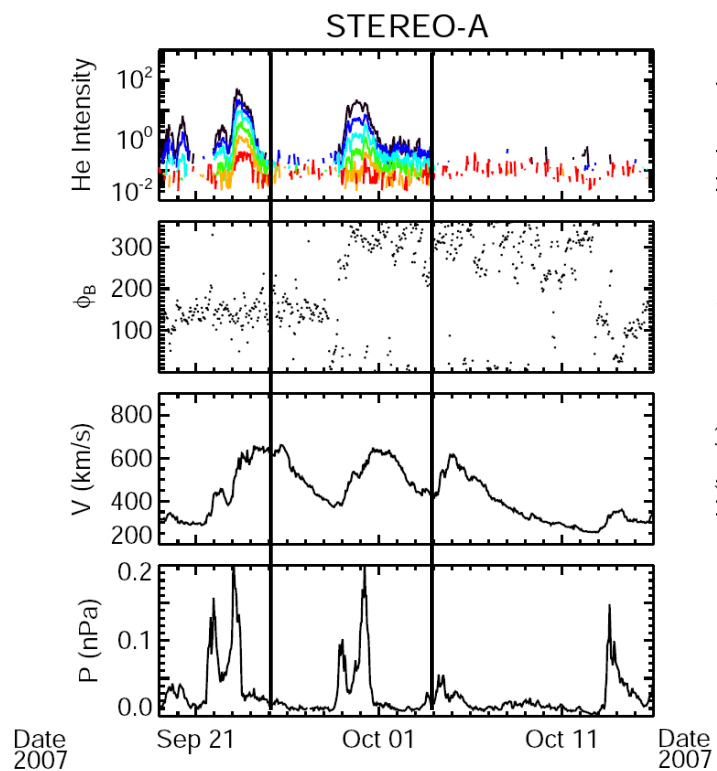 STEREO-A
He Intensity
10²
10⁰
10⁻²
ϕB
300
200
100
V (km/s)
800
600
400
200
P (nPa)
0.2
0.1
0.0
Date
2007
Sep 21
Oct 01
Oct 11
Date
2007